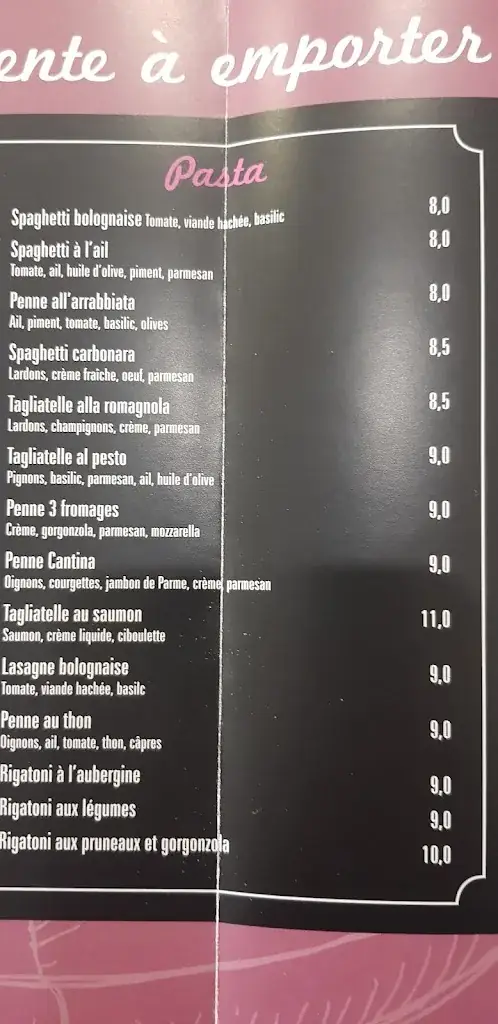 ente à emporter
Pasta
Spaghetti bolognaise Tomate, viande hachée, basilic 8,0
Spaghetti à l'ail 8,0
Tomate, ail, huile d'olive, piment, parmesan
Penne all'arrabbiata 8,0
Ail, piment, tomate, basilic, olives
Spaghetti carbonara 8,5
Lardons, crème fraiche, oeuf, parmesan
Tagliatelle alla romagnola 8,5
Lardons, champignons, crème, parmesan
Tagliatelle al pesto 9,0
Pignons, basilic, parmesan, ail, huile d'olive
Penne 3 fromages 9,0
Crème, gorgonzola, parmesan, mozzarella
Penne Cantina 9,0
Oignons, courgettes, jambon de Parme, crème, parmesan
Tagliatelle au saumon 11,0
Saumon, crème liquide, ciboulette
Lasagne bolognaise 9,0
Tomate, viande hachée, basilc
Penne au thon 9,0
Oignons, ail, tomate, thon, câpres
Rigatoni à l'aubergine 9,0
Rigatoni aux légumes 9,0
Rigatoni aux pruneaux et gorgonzola 10,0